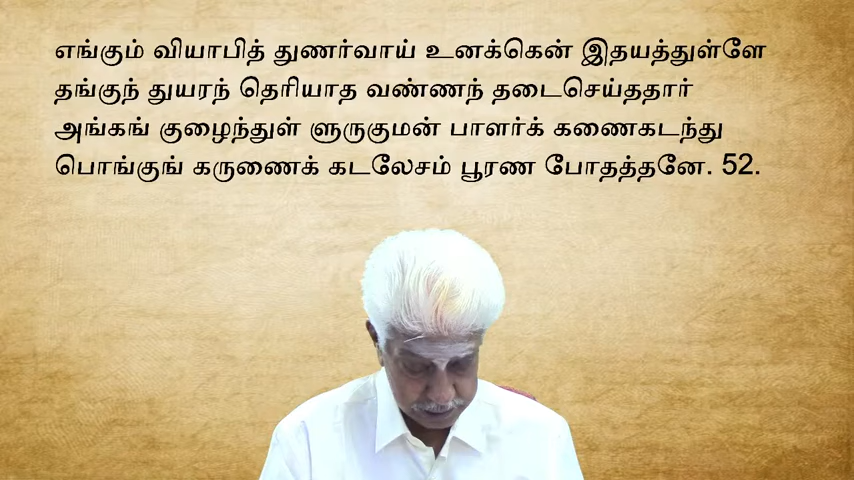 எங்கும் வியாபித் துணர்வாய் உனக்கென் இதயத்துள்ளே
தங்குந் துயரந் தெரியாத வண்ணந் தடைசெய்ததார்
அங்கங் குழைந்துள் ளுருகுமன் பாளர்க் கணைகடந்து
பொங்குங் கருணைக் கடலேசம் பூரண போதத்தனே. 52.